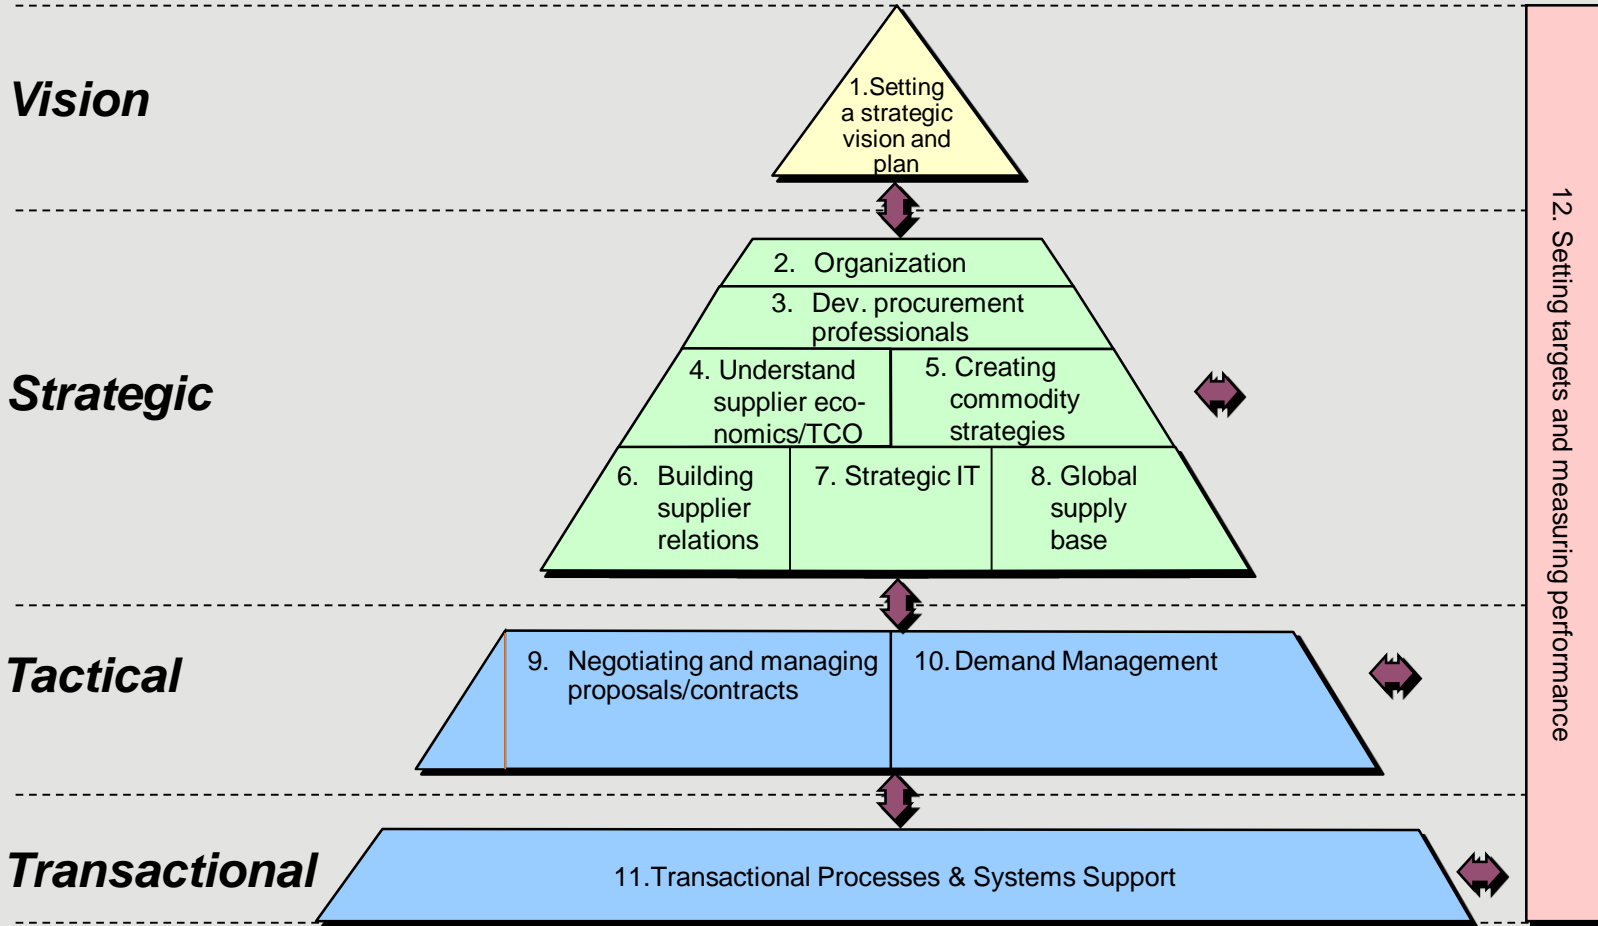 Vision
1.Setting
a strategic
vision and
plan
Strategic
2. Organization
3. Dev. procurement
professionals
4. Understand
supplier eco-
nomics/TCO
5. Creating
commodity
strategies
6. Building
supplier
relations
7. Strategic IT
8. Global
supply
base
Tactical
9. Negotiating and managing
proposals/contracts
10. Demand Management
Transactional
11.Transactional Processes & Systems Support
12. Setting targets and measuring performance